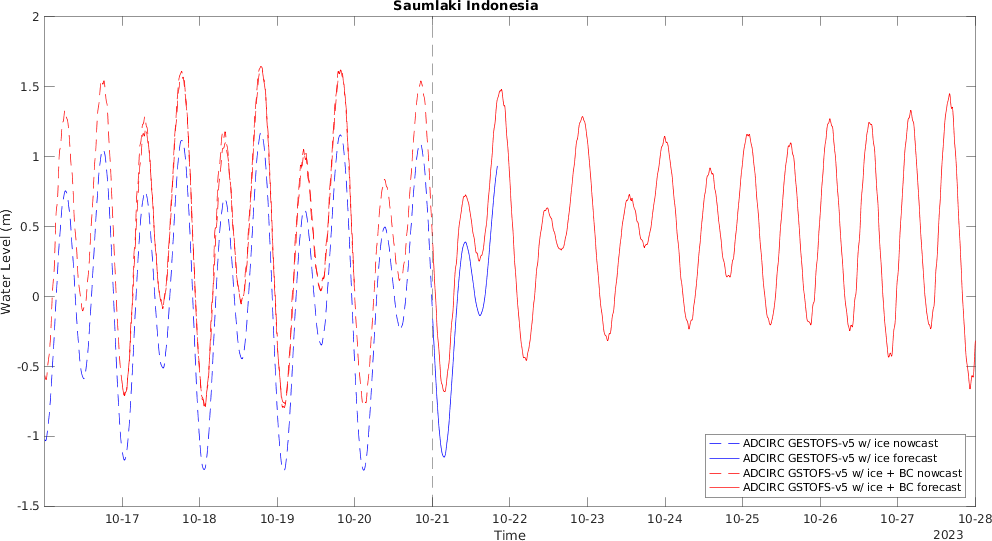 Saumlaki Indonesia
2
1.5
1
0.5
0
-0.5
-1
-1.5
Water Level (m)
ADCIRC GESTOFS-v5 w/ ice nowcast
ADCIRC GESTOFS-v5 w/ ice forecast
ADCIRC GSTOFS-v5 w/ ice + BC nowcast
ADCIRC GSTOFS-v5 w/ ice + BC forecast
10-17 10-18 10-19 10-20 10-21 10-22 10-23 10-24 10-25 10-26 10-27 10-28
Time
2023